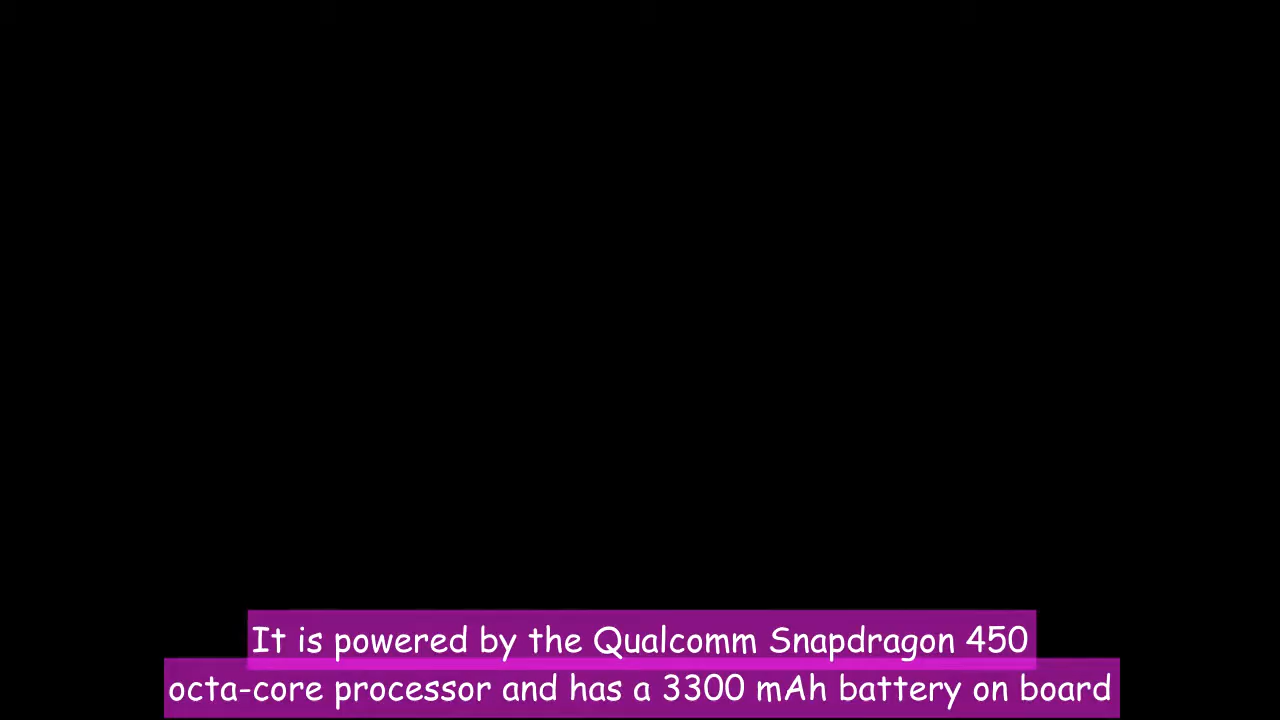 It is powered by the Qualcomm Snapdragon 450
octa-core processor and has a 3300 mAh battery on board